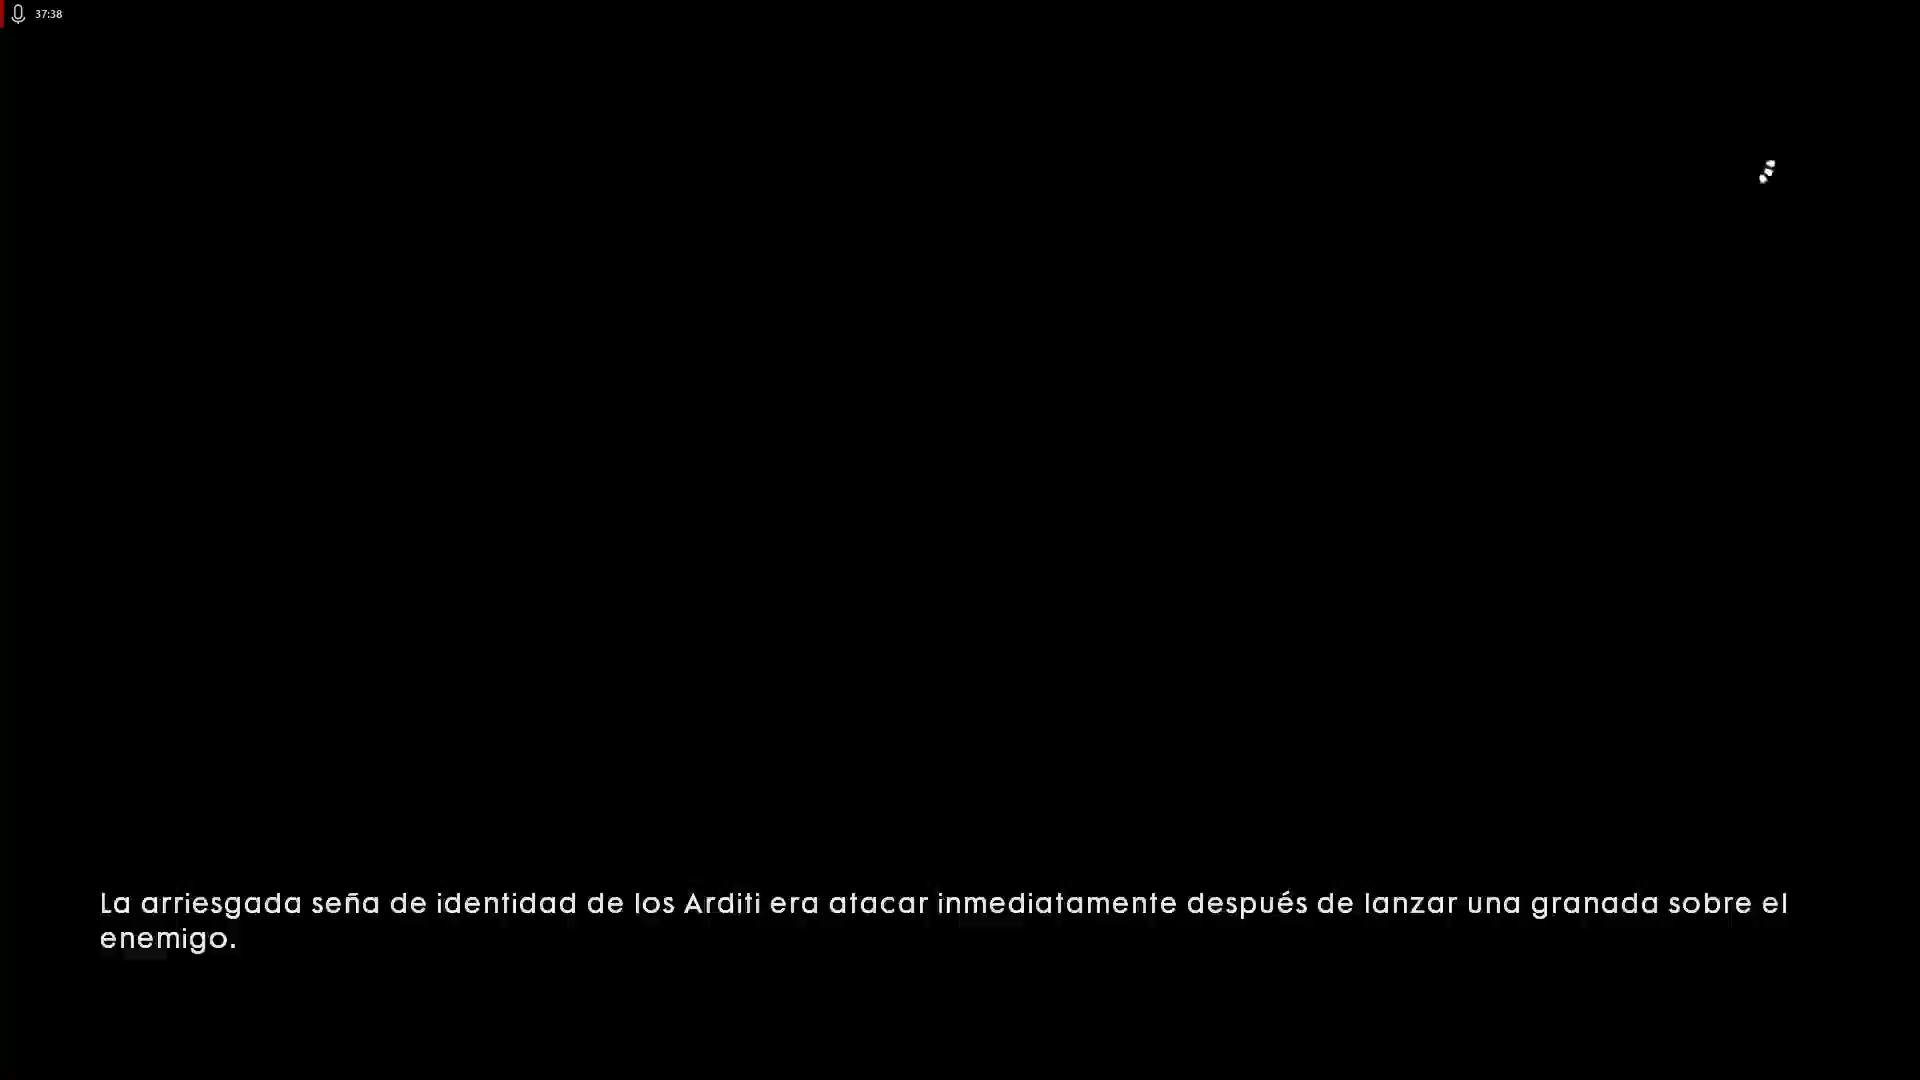 37:38
La arriesgada seña de identidad de los Arditi era atacar inmediatamente después de lanzar una granada sobre el
enemigo.